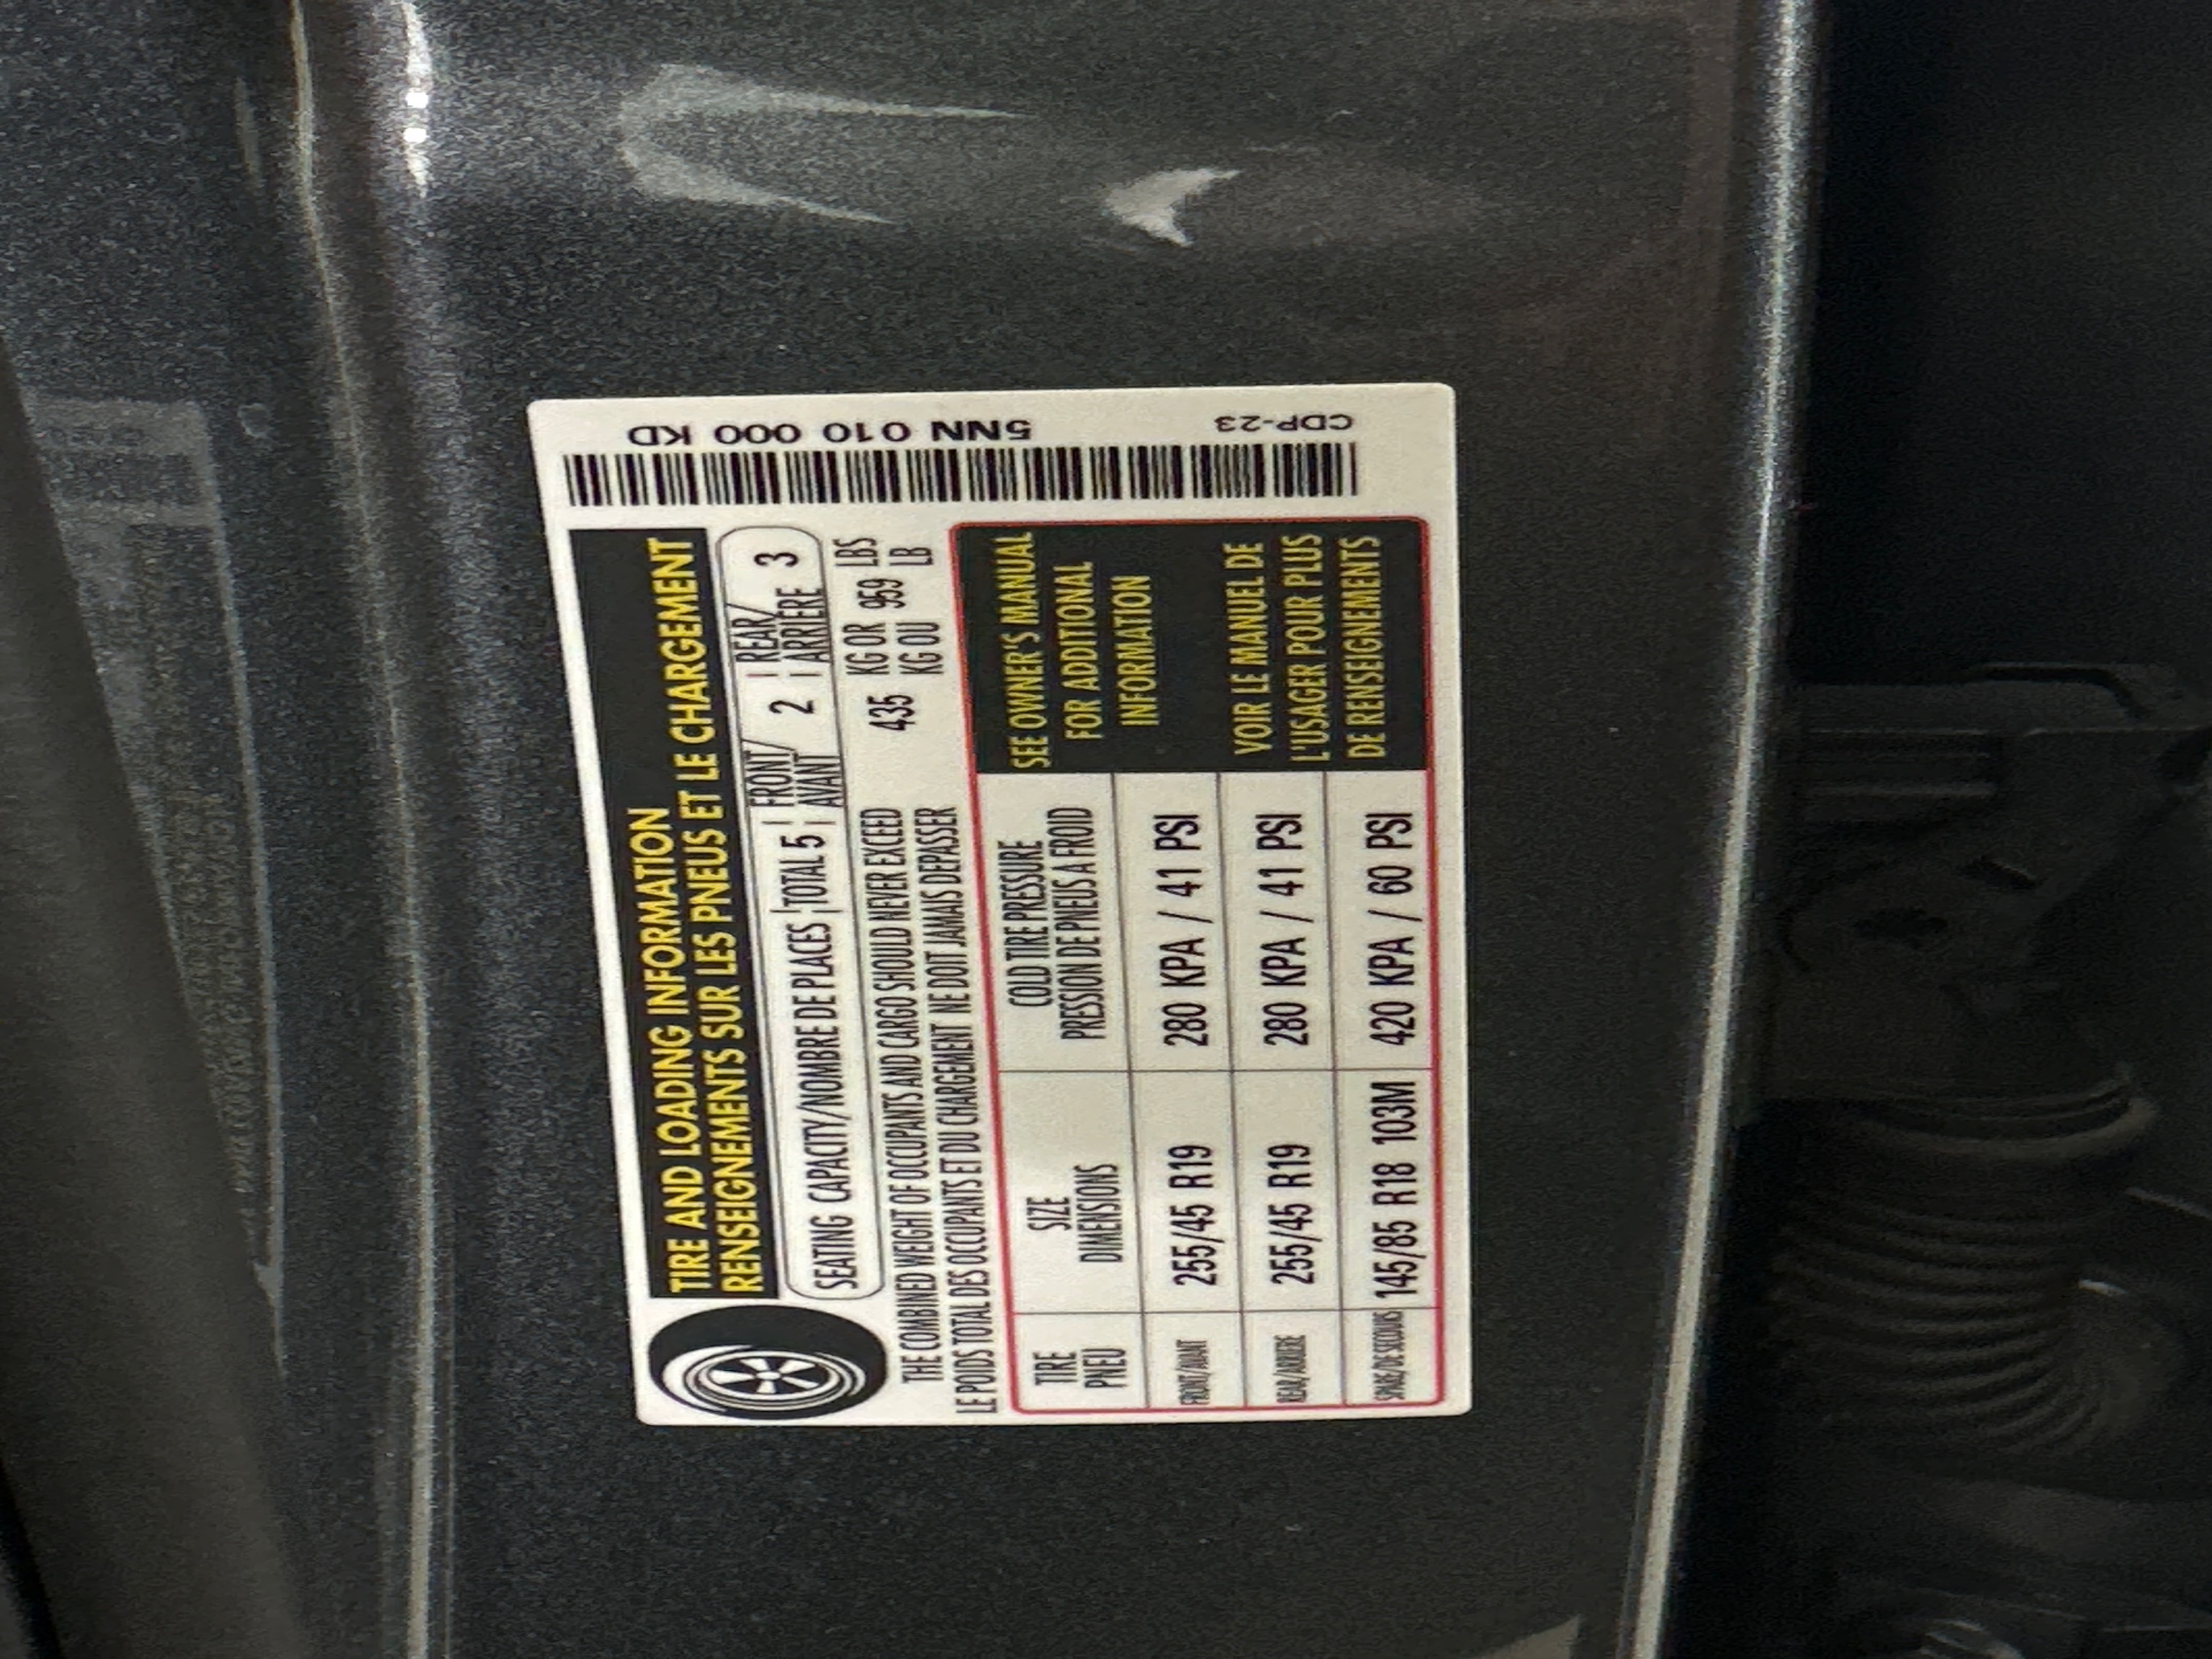 TIRE AND LOADING INFORMATION
RENSEIGNEMENTS SUR LES PNEUS ET LE CHARGEMENT
SEATING CAPACITY/NOMBRE DE PLACES TOTAL 5 FRONT/ AVANT 2 REAR/ ARRIÈRE 3
THE COMBINED WEIGHT OF OCCUPANTS AND CARGO SHOULD NEVER EXCEED 435 KG OR 959 LBS
LE POIDS TOTAL DES OCCUPANTS ET DU CHARGEMENT NE DOIT JAMAIS DEPASSER KG OU LB
TIRE SIZE COLD TIRE PRESSURE
PNEU DIMENSIONS PRESSION DE PNEUS A FROID
FRONT/AVANT 255/45 R19 280 KPA / 41 PSI
REAR/ARRIERE 255/45 R19 280 KPA / 41 PSI
SPARE/DE SECOURS 145/85 R18 103M 420 KPA / 60 PSI
SEE OWNER'S MANUAL
FOR ADDITIONAL
INFORMATION
VOIR LE MANUEL DE
L'USAGER POUR PLUS
DE RENSEIGNEMENTS
5NN 010 000 KD
CDP-23